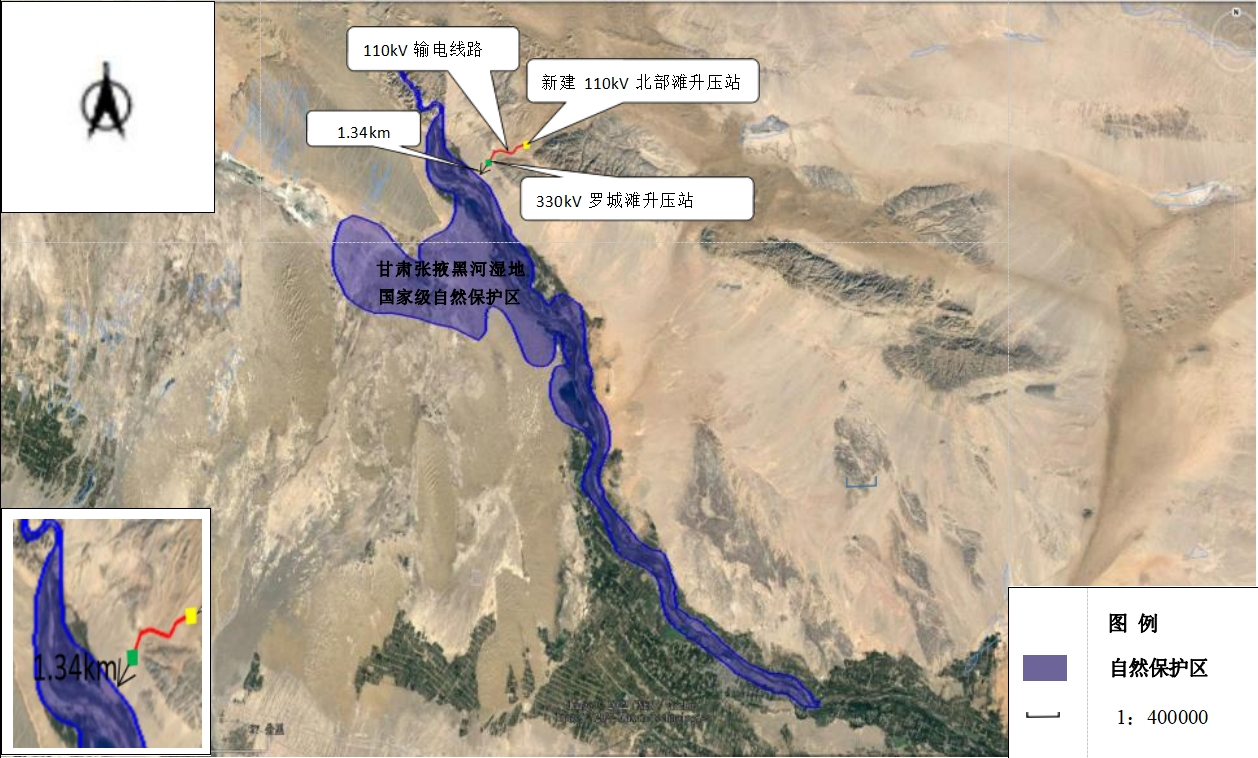 N
110kV 输电线路
新建 110kV 北部滩升压站
1.34km
330kV 罗城滩升压站
甘肃张掖黑河湿地
国家级自然保护区
1.34km
图 例
自然保护区
1：400000